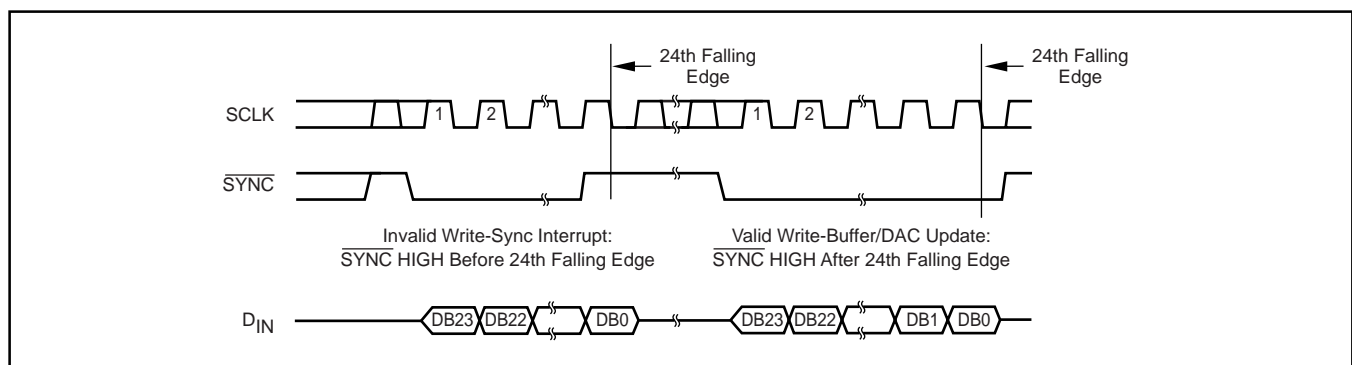 24th Falling
Edge
24th Falling
Edge
SCLK
1
2
1
2
SYNC
Invalid Write-Sync Interrupt:
SYNC HIGH Before 24th Falling Edge
Valid Write-Buffer/DAC Update:
SYNC HIGH After 24th Falling Edge
DIN
DB23
DB22
DB0
DB23
DB22
DB1
DB0